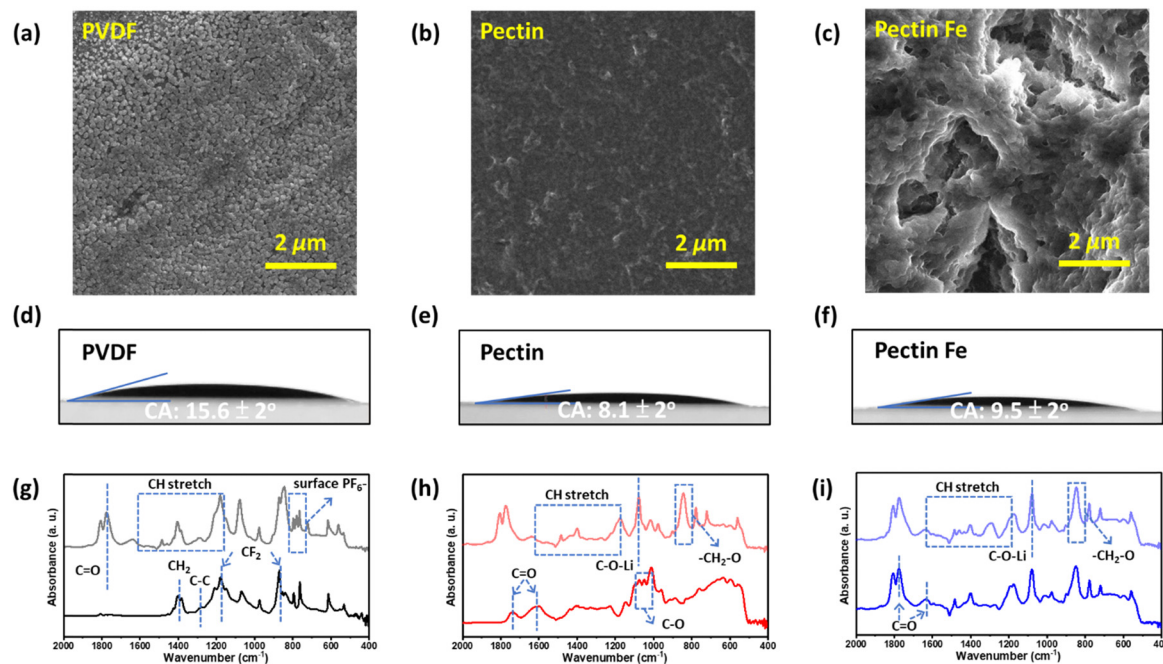 (a)
PVDF
2 μm
(b)
Pectin
2 μm
(c)
Pectin Fe
2 μm
(d)
PVDF
CA: 15.6 ± 2°
(e)
Pectin
CA: 8.1 ± 2°
(f)
Pectin Fe
CA: 9.5 ± 2°
(g)
Absorbance (a. u.)
CH stretch
surface PF6-
C=O
CH2
C-C
CF2
2000 1800 1600 1400 1200 1000 800 600 400
Wavenumber (cm-1)
(h)
Absorbance (a. u.)
CH stretch
C-O-Li
-CH2-O
C=O
C-O
2000 1800 1600 1400 1200 1000 800 600 400
Wavenumber (cm-1)
(i)
Absorbance (a. u.)
CH stretch
C-O-Li
-CH2-O
C=O
2000 1800 1600 1400 1200 1000 800 600 400
Wavenumber (cm-1)